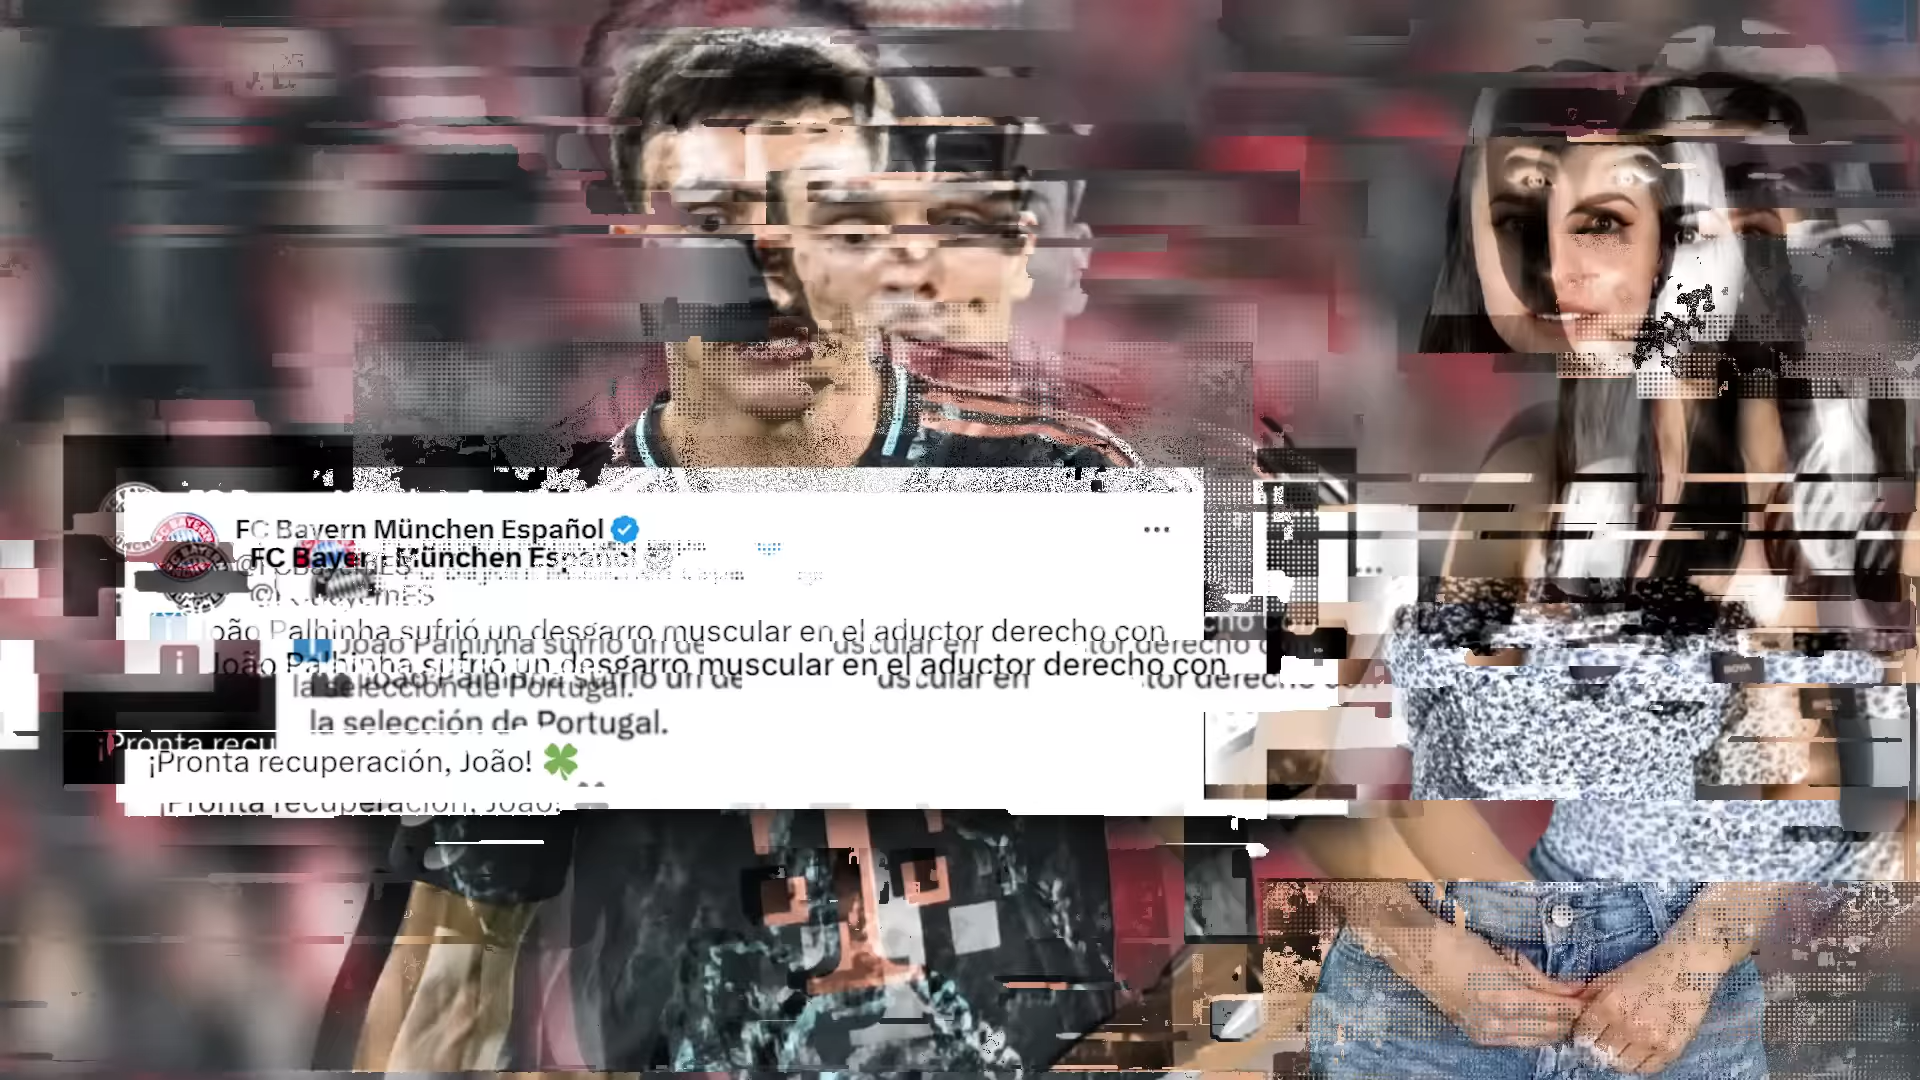 FC Bayern München Español
@FCBayernES
João Palhinha sufrió un desgarro muscular en el aductor derecho con
la selección de Portugal.
¡Pronta recuperación, João! 🍀